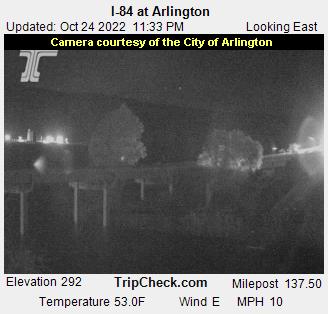 I-84 at Arlington
Updated: Oct 24 2022 11:33 PM Looking East
Camera courtesy of the City of Arlington
Elevation 292 TripCheck.com Milepost 137.50
Temperature 53.0F Wind E MPH 10